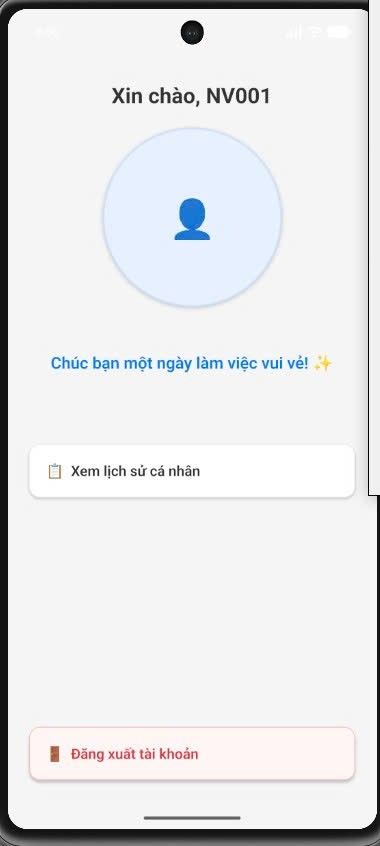 Xin chào, NV001
Chúc bạn một ngày làm việc vui vẻ! ✨
📋 Xem lịch sử cá nhân
🚪 Đăng xuất tài khoản